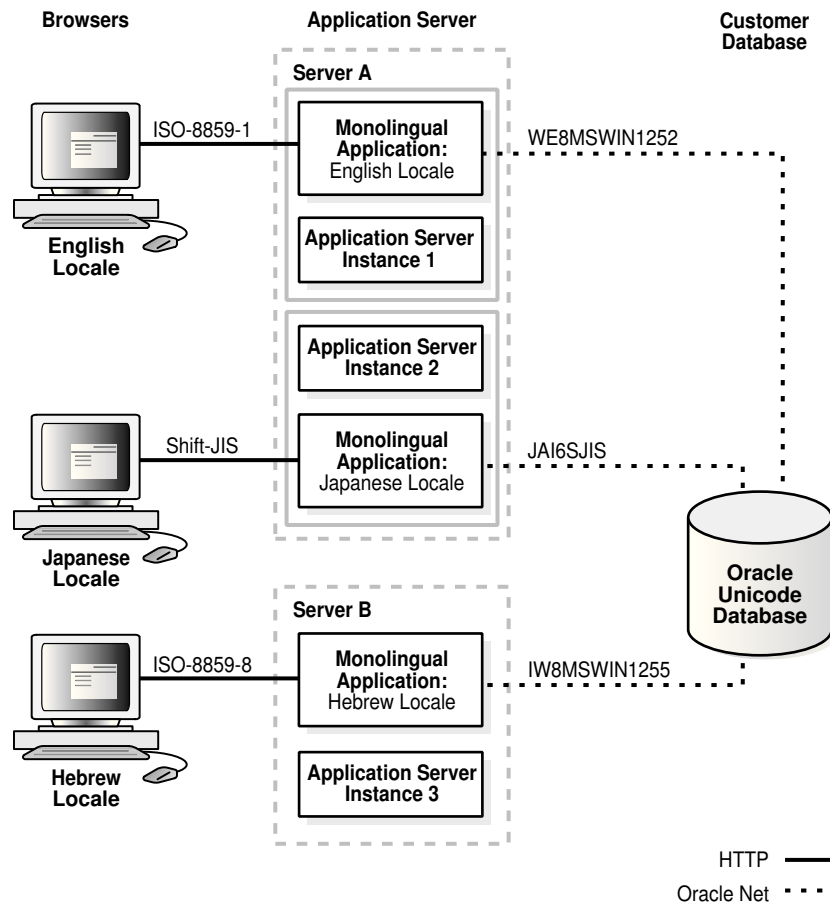 Browsers
Application Server
Customer
Database
Server A
ISO-8859-1
Monolingual
Application:
English Locale
WE8MSWIN1252
English
Locale
Application Server
Instance 1
Application Server
Instance 2
Shift-JIS
Monolingual
Application:
Japanese Locale
JAI6SJIS
Japanese
Locale
Oracle
Unicode
Database
Server B
ISO-8859-8
Monolingual
Application:
Hebrew Locale
IW8MSWIN1255
Hebrew
Locale
Application Server
Instance 3
HTTP
Oracle Net